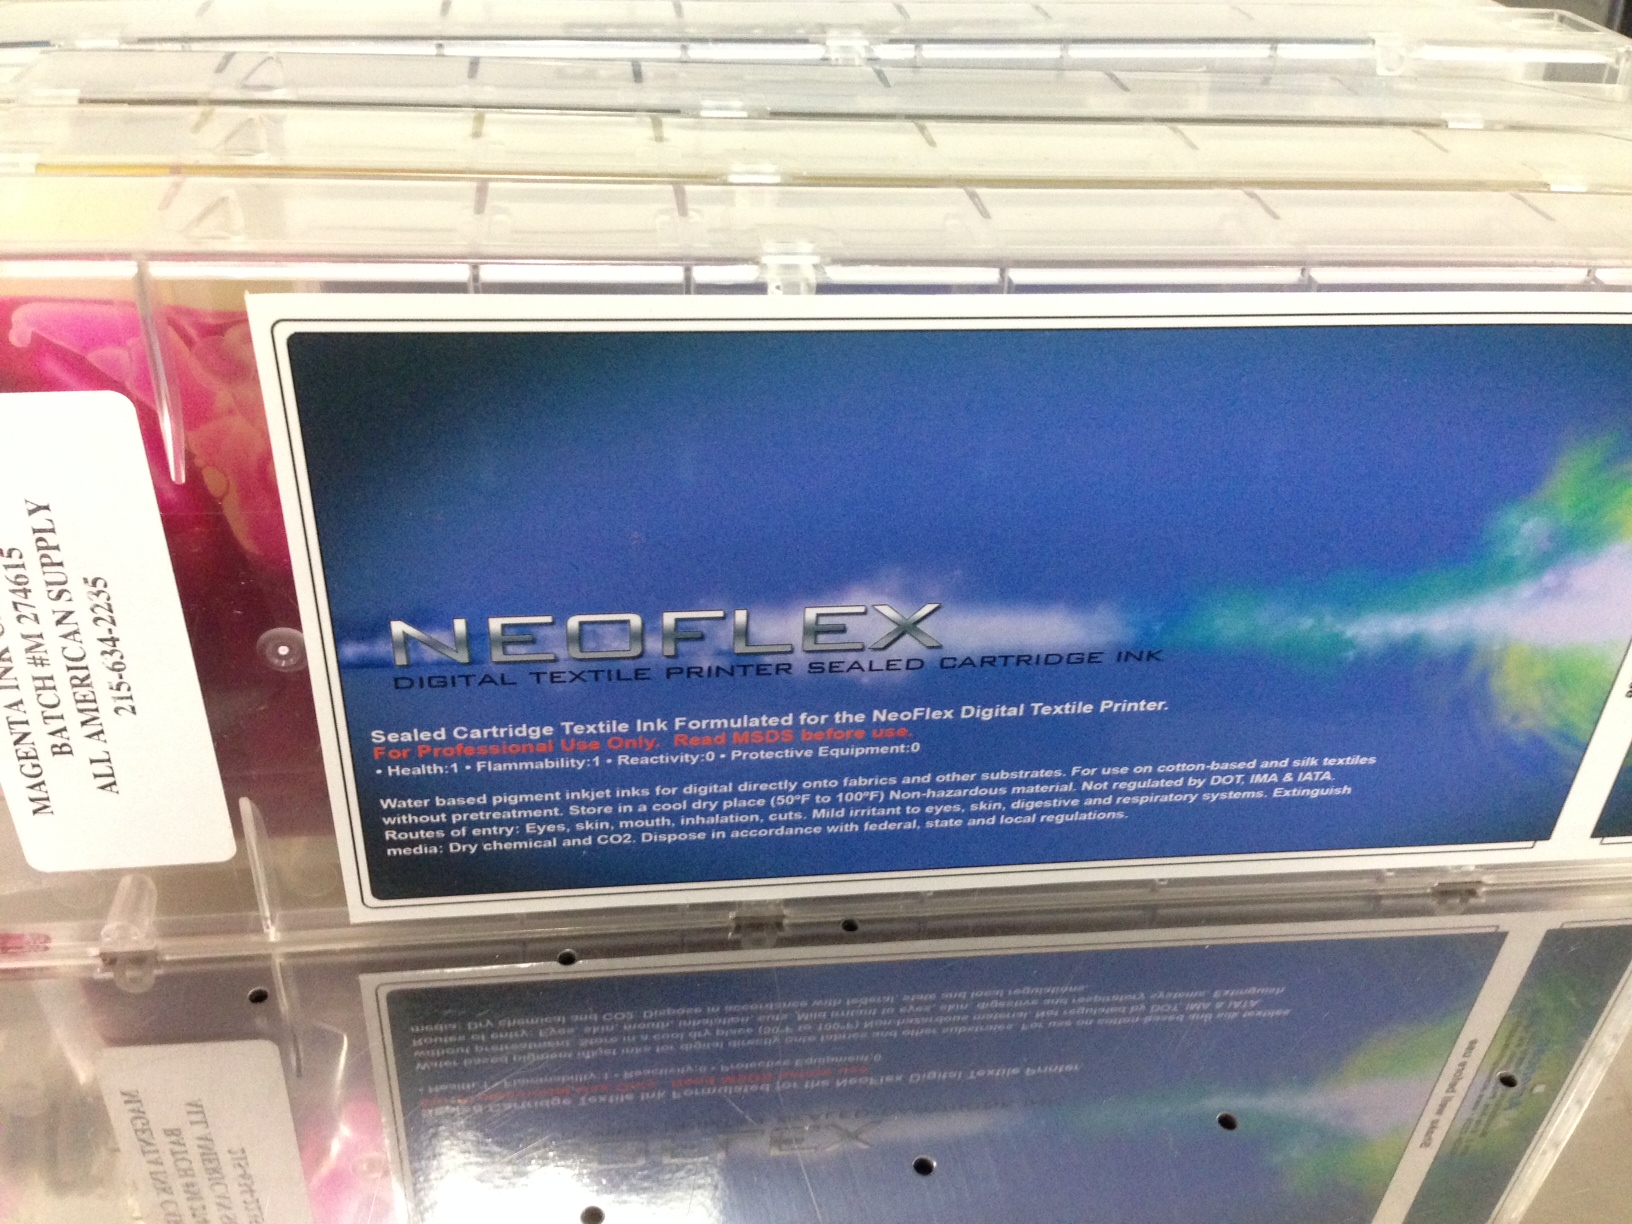 MAGENTA INK
BATCH #M 274615
ALL AMERICAN SUPPLY
215-634-2235
NEOFLEX
DIGITAL TEXTILE PRINTER SEALED CARTRIDGE INK
Sealed Cartridge Textile Ink Formulated for the NeoFlex Digital Textile Printer.
For Professional Use Only. Read MSDS before use.
• Health:1 • Flammability:1 • Reactivity:0 • Protective Equipment:0
Water based pigment inkjet inks for digital directly onto fabrics and other substrates. For use on cotton-based and silk textiles
without pretreatment. Store in a cool dry place (50ºF to 100ºF) Non-hazardous material. Not regulated by DOT, IMA & IATA.
Routes of entry: Eyes, skin, mouth, inhalation, cuts. Mild irritant to eyes, skin, digestive and respiratory systems. Extinguish
media: Dry chemical and CO2. Dispose in accordance with federal, state and local regulations.